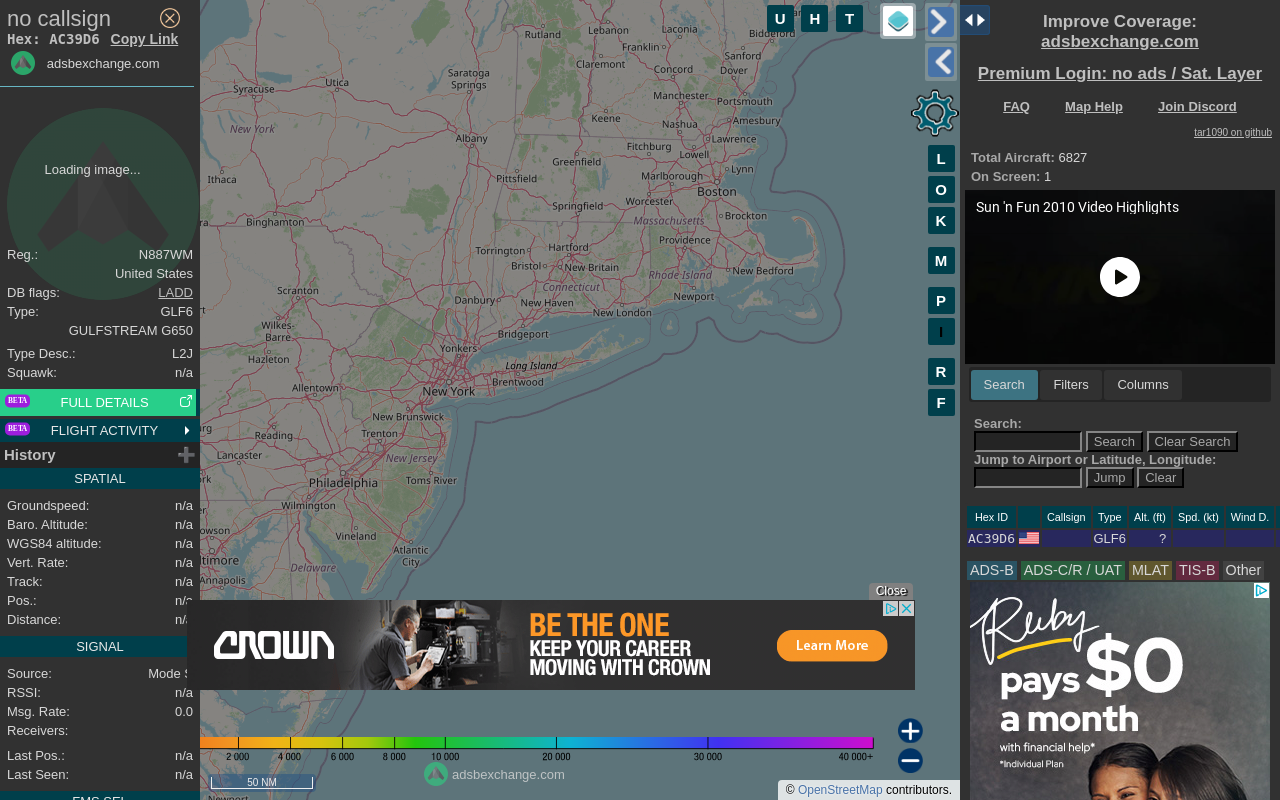 no callsign
Hex: AC39D6 Copy Link
adsbexchange.com
Loading image...
Reg.: N887WM
United States
DB flags: LADD
Type: GLF6
GULFSTREAM G650
Type Desc.: L2J
Squawk: n/a
BETA FULL DETAILS
BETA FLIGHT ACTIVITY
History
SPATIAL
Groundspeed: n/a
Baro. Altitude: n/a
WGS84 altitude: n/a
Vert. Rate: n/a
Track: n/a
Pos.: n/a
Distance: n/a
SIGNAL
Source: Mode S
RSSI: n/a
Msg. Rate: 0.0
Receivers:
Last Pos.: n/a
Last Seen: n/a
FMS SEL
U H T
L
O
K
M
P
I
R
F
Rutland
Lebanon
Laconia
Franklin
Biddeford
Claremont
Concord
Sanford
Dover
Saratoga
Springs
Utica
Syracuse
Manchester
Portsmouth
Keene
Nashua
Amesbury
New York
Albany
Fitchburg
Lawrence
Greenfield
Lowell
Lynn
Ithaca
Pittsfield
Marlborough
Boston
Worcester
Springfield
Massachusetts
Brockton
Binghamton
Providence
Torrington
Hartford
Bristol
New Britain
Rhode Island
New Bedford
Connecticut
Newport
Scranton
Danbury
New Haven
New London
Wilkes-
Barre
Bridgeport
Hazleton
Yonkers
Long Island
Brentwood
Allentown
New York
New Brunswick
Reading
Trenton
Lancaster
New Jersey
Philadelphia
Toms River
Wilmington
Vineland
Atlantic
City
Annapolis
Delaware
Close
CROWN
BE THE ONE
KEEP YOUR CAREER
MOVING WITH CROWN
Learn More
2 000 4 000 6 000 8 000 10 000 20 000 30 000 40 000+
adsbexchange.com
50 NM
Newport
© OpenStreetMap contributors.
Improve Coverage:
adsbexchange.com
Premium Login: no ads / Sat. Layer
FAQ Map Help Join Discord
tar1090 on github
Total Aircraft: 6827
On Screen: 1
Sun 'n Fun 2010 Video Highlights
Search Filters Columns
Search:
Search Clear Search
Jump to Airport or Latitude, Longitude:
Jump Clear
Hex ID Callsign Type Alt. (ft) Spd. (kt) Wind D.
AC39D6 GLF6 ?
ADS-B ADS-C/R / UAT MLAT TIS-B Other
Ruby
pays $0
a month
with financial help*
*Individual Plan